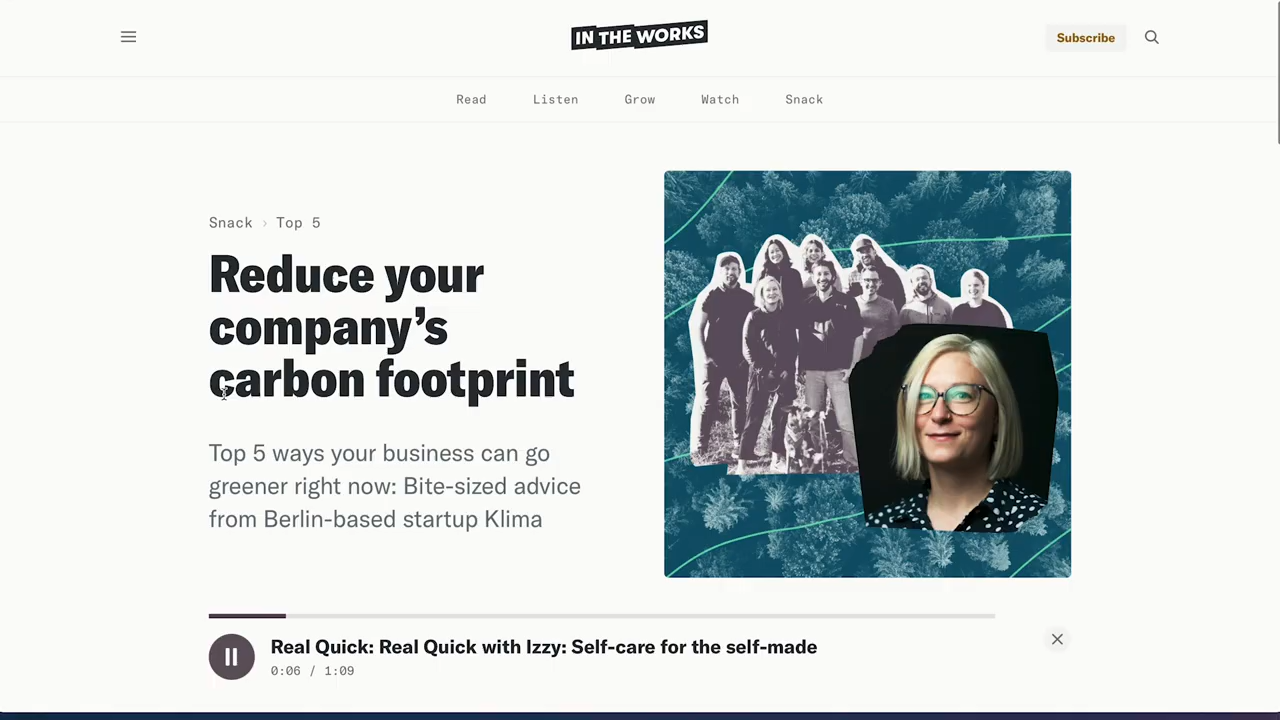 IN THE WORKS
Subscribe
Read
Listen
Grow
Watch
Snack
Snack › Top 5
Reduce your
company’s
carbon footprint
Top 5 ways your business can go
greener right now: Bite-sized advice
from Berlin-based startup Klima
Real Quick: Real Quick with Izzy: Self-care for the self-made
0:06 / 1:09